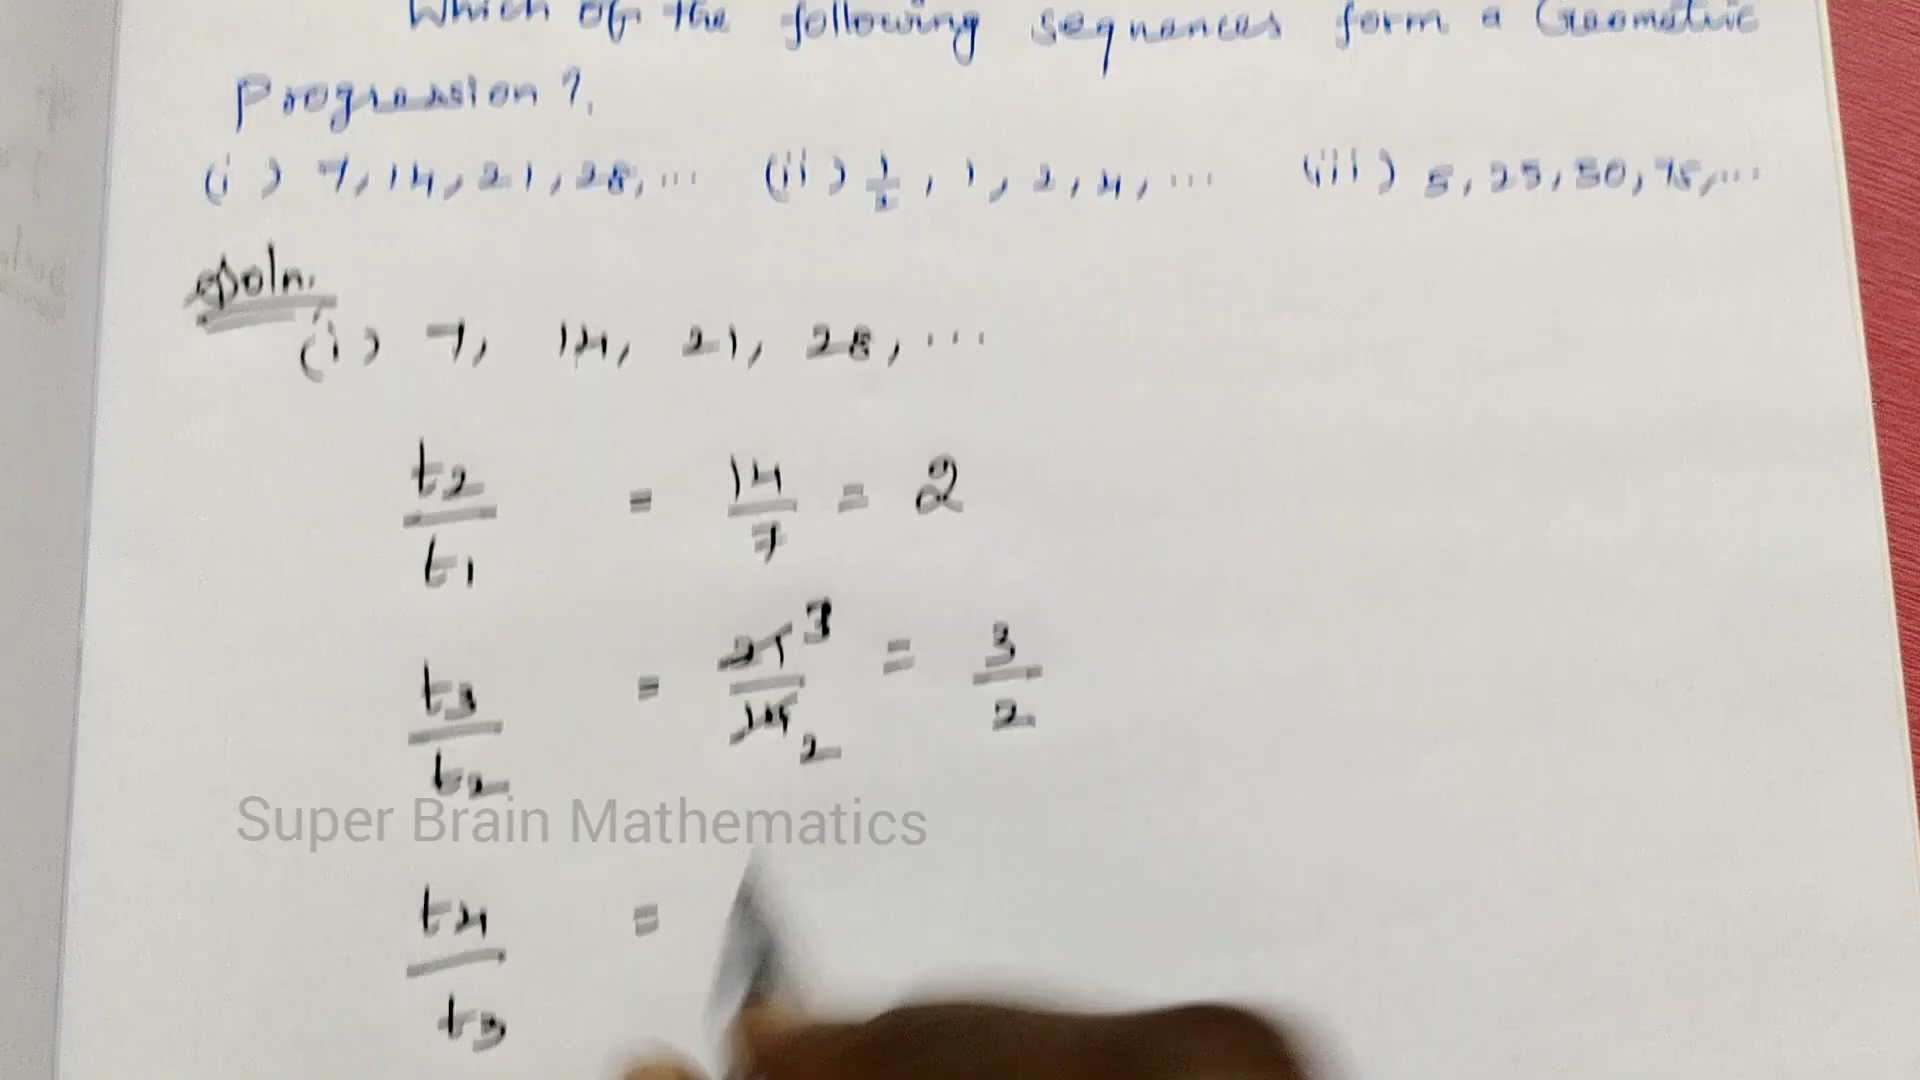 Which of the following sequences form a Geometric
Progression?.
(i) 7, 14, 21, 28, ... (ii) 1/2, 1, 2, 4, ... (iii) 5, 25, 50, 75, ...
Soln.
(i) 7, 14, 21, 28, ...
t2/t1 = 14/7 = 2
t3/t2 = 21 3/14 2 = 3/2
Super Brain Mathematics
t4/t3 =